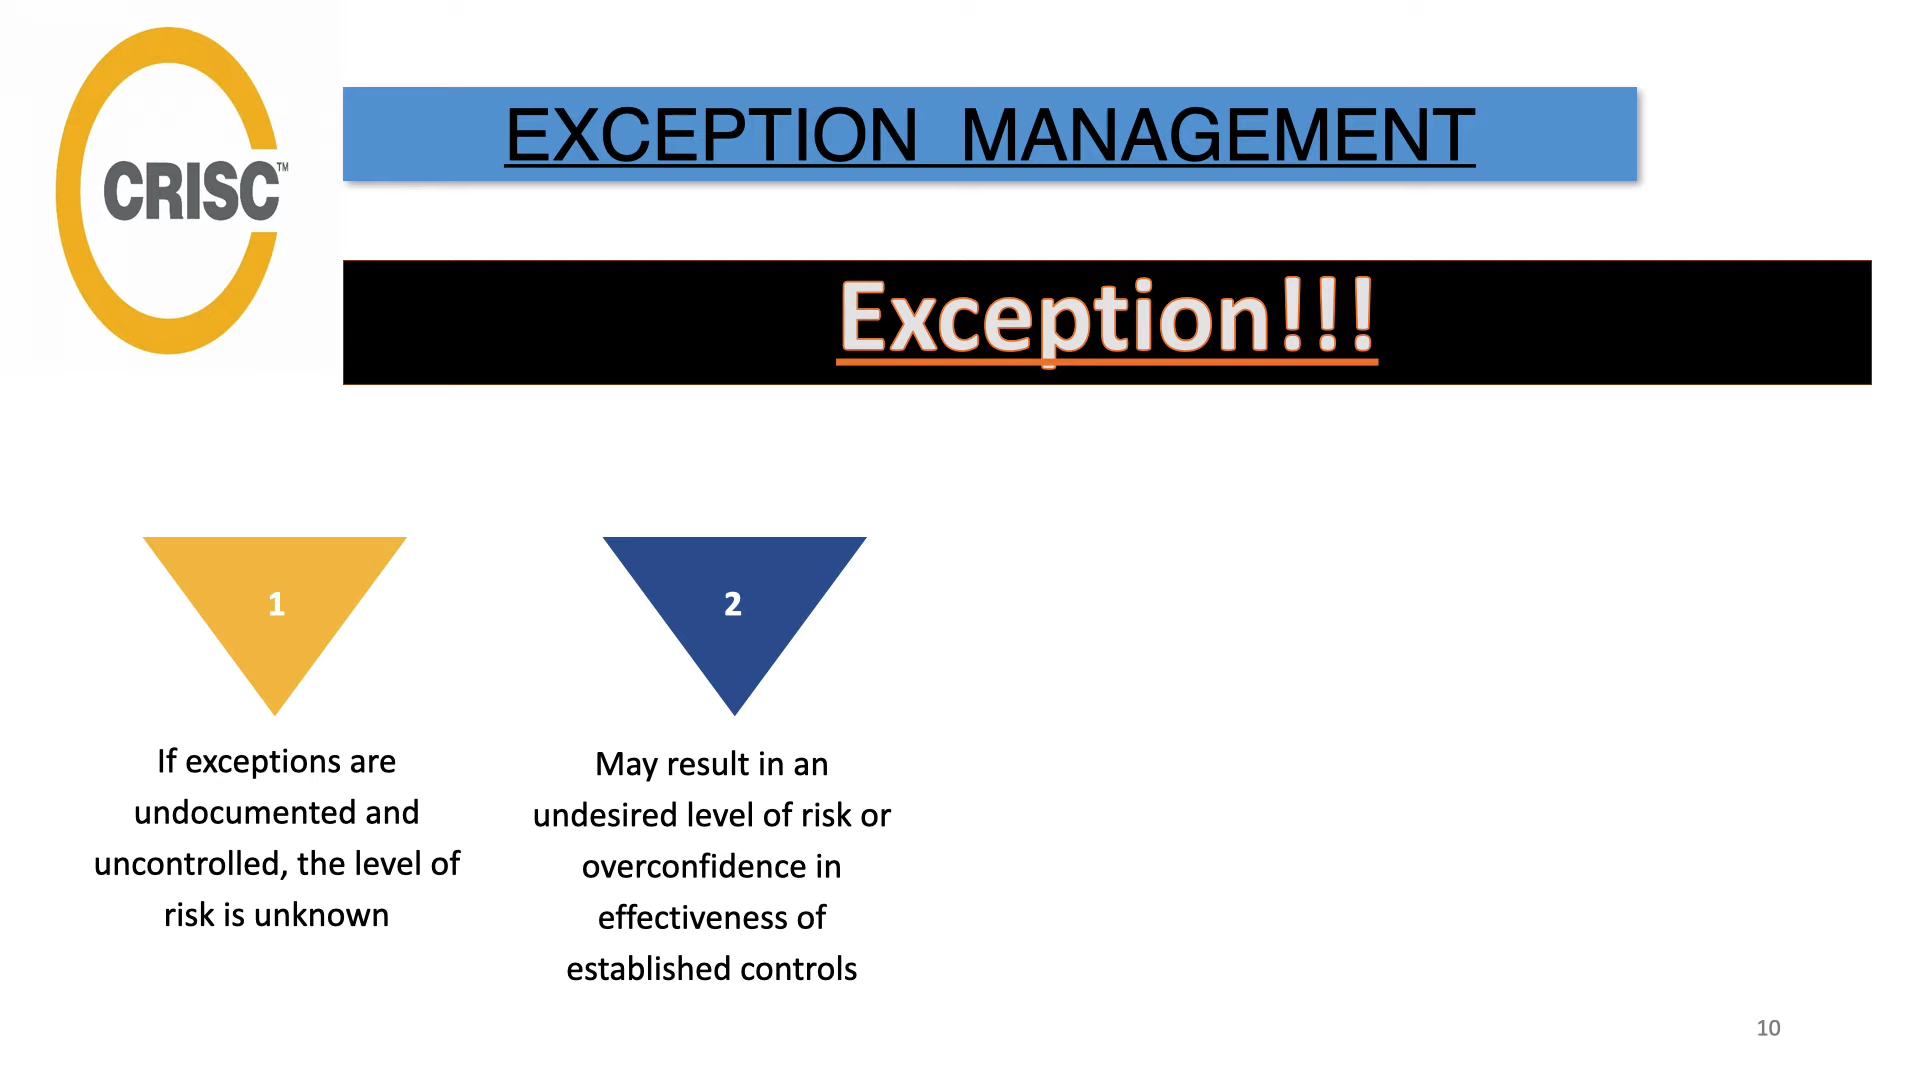 CRISC™
EXCEPTION MANAGEMENT
Exception!!!
1
If exceptions are
undocumented and
uncontrolled, the level of
risk is unknown
2
May result in an
undesired level of risk or
overconfidence in
effectiveness of
established controls
10